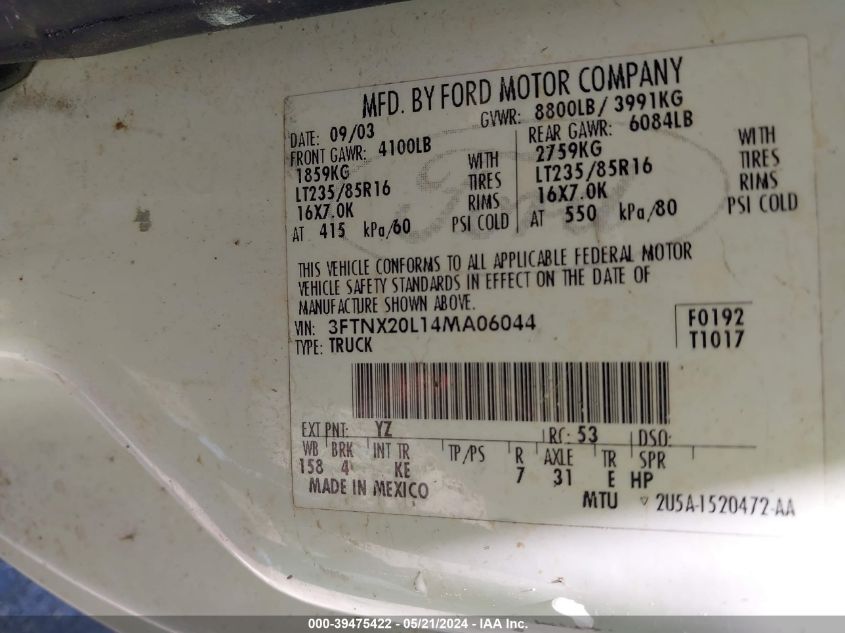 MFD. BY FORD MOTOR COMPANY
DATE: 09/03 GVWR: 8800LB/ 3991KG
FRONT GAWR: 4100LB REAR GAWR: 6084LB
1859KG WITH 2759KG WITH
LT235/85R16 TIRES LT235/85R16 TIRES
16X7.0K RIMS 16X7.0K RIMS
AT 415 kPa/60 PSI COLD AT 550 kPa/80 PSI COLD
Ford
THIS VEHICLE CONFORMS TO ALL APPLICABLE FEDERAL MOTOR
VEHICLE SAFETY STANDARDS IN EFFECT ON THE DATE OF
MANUFACTURE SHOWN ABOVE.
VIN: 3FTNX20L14MA06044 F0192
TYPE: TRUCK T1017
EXT PNT: YZ RC: 53 DSO:
WB BRK INT TR TP/PS R AXLE TR SPR
158 4 KE 7 31 E HP
MADE IN MEXICO MTU ▽ 2U5A-1520472-AA
000-39475422 - 05/21/2024 - IAA Inc.